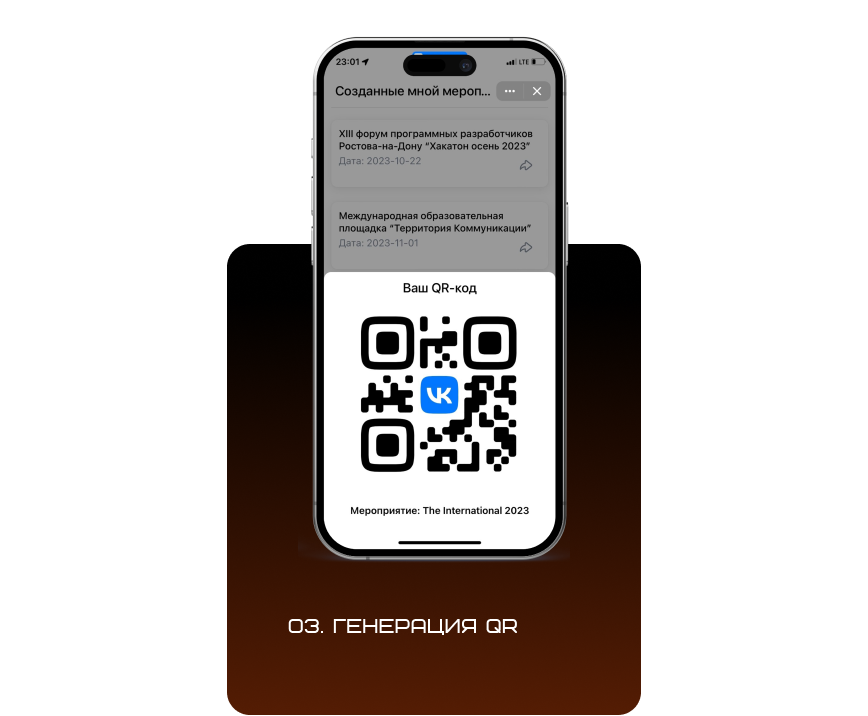 23:01
LTE
Созданные мной мероп...
XIII форум программных разработчиков
Ростова-на-Дону “Хакатон осень 2023”
Дата: 2023-10-22
Международная образовательная
площадка “Территория Коммуникации”
Дата: 2023-11-01
Ваш QR-код
VK
Мероприятие: The International 2023
03. ГЕНЕРАЦИЯ QR